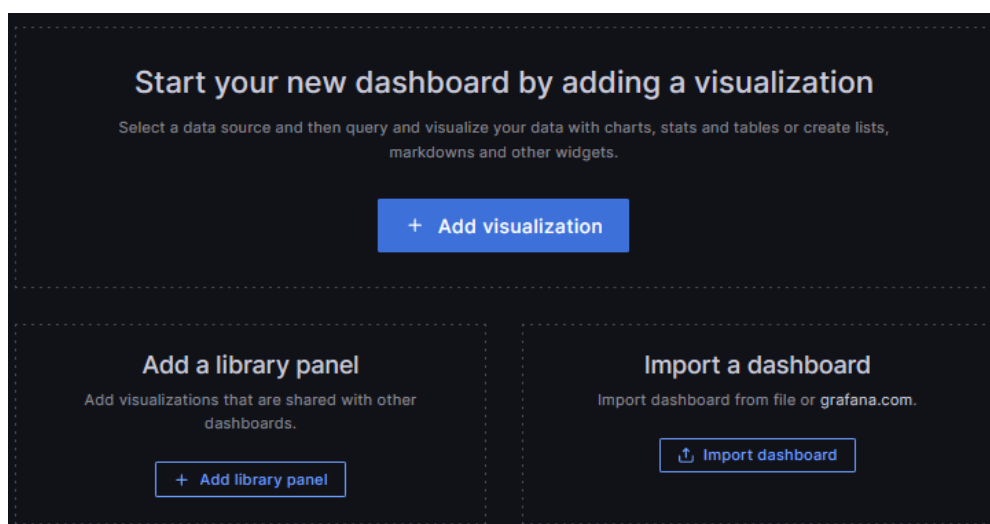 Start your new dashboard by adding a visualization
Select a data source and then query and visualize your data with charts, stats and tables or create lists,
markdowns and other widgets.
+ Add visualization
Add a library panel
Add visualizations that are shared with other
dashboards.
+ Add library panel
Import a dashboard
Import dashboard from file or grafana.com.
Import dashboard